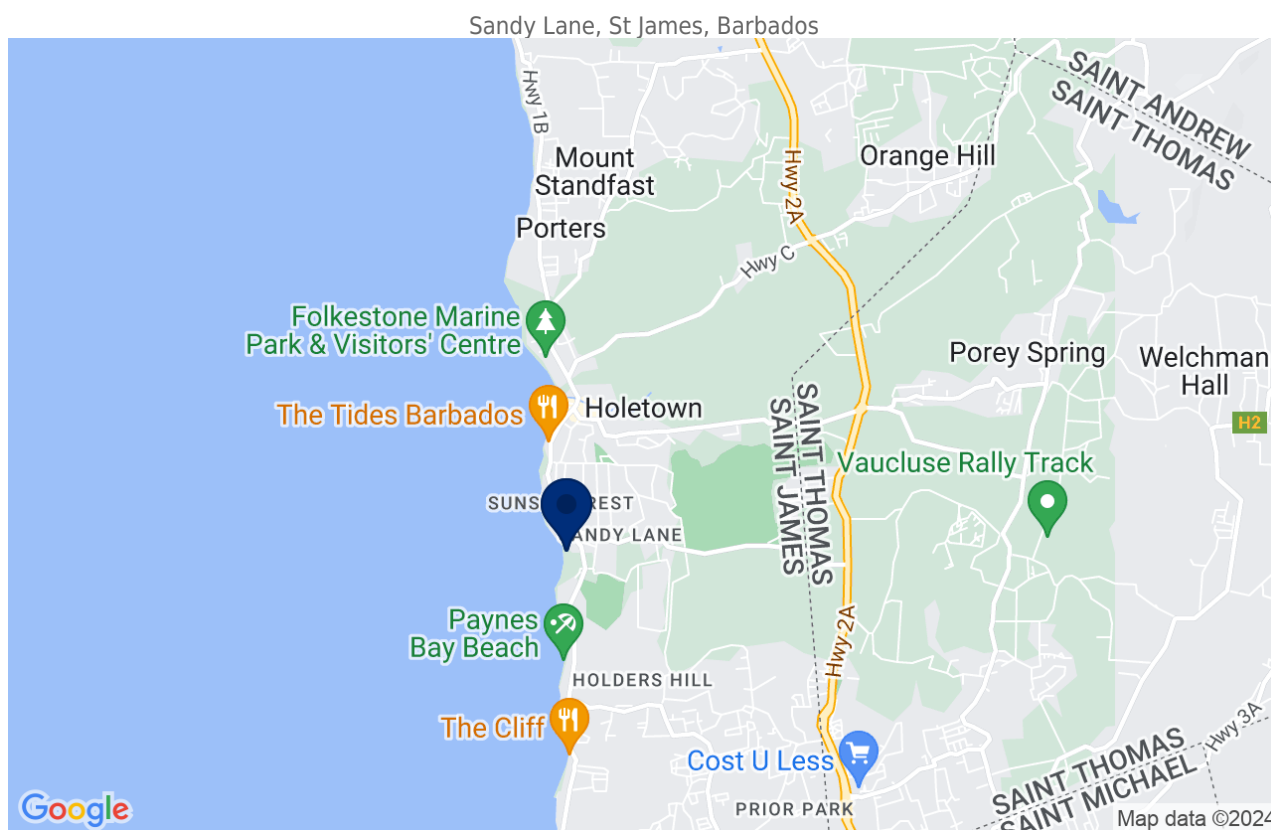 Sandy Lane, St James, Barbados
Hwy 1B
SAINT ANDREW
SAINT THOMAS
Mount
Standfast
Hwy 2A
Orange Hill
Porters
Hwy C
Folkestone Marine
Park & Visitors' Centre
Porey Spring
Welchman
Hall
The Tides Barbados
Holetown
SAINT THOMAS
SAINT JAMES
H2
Vaucluse Rally Track
SUNS REST
ANDY LANE
Paynes
Bay Beach
Hwy 2A
HOLDERS HILL
The Cliff
Cost U Less
Hwy 3A
SAINT THOMAS
SAINT MICHAEL
PRIOR PARK
Google
Map data ©2024